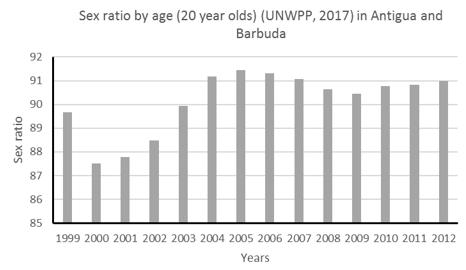 Sex ratio by age (20 year olds) (UNWPP, 2017) in Antigua and
Barbuda
92
91
90
89
88
87
86
85
Sex ratio
1999 2000 2001 2002 2003 2004 2005 2006 2007 2008 2009 2010 2011 2012
Years